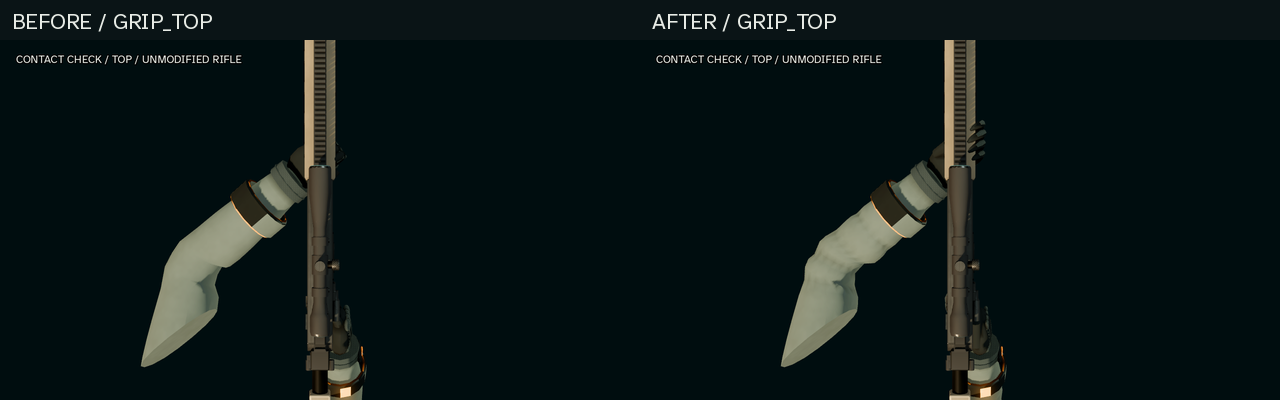 BEFORE / GRIP_TOP
AFTER / GRIP_TOP
CONTACT CHECK / TOP / UNMODIFIED RIFLE
CONTACT CHECK / TOP / UNMODIFIED RIFLE